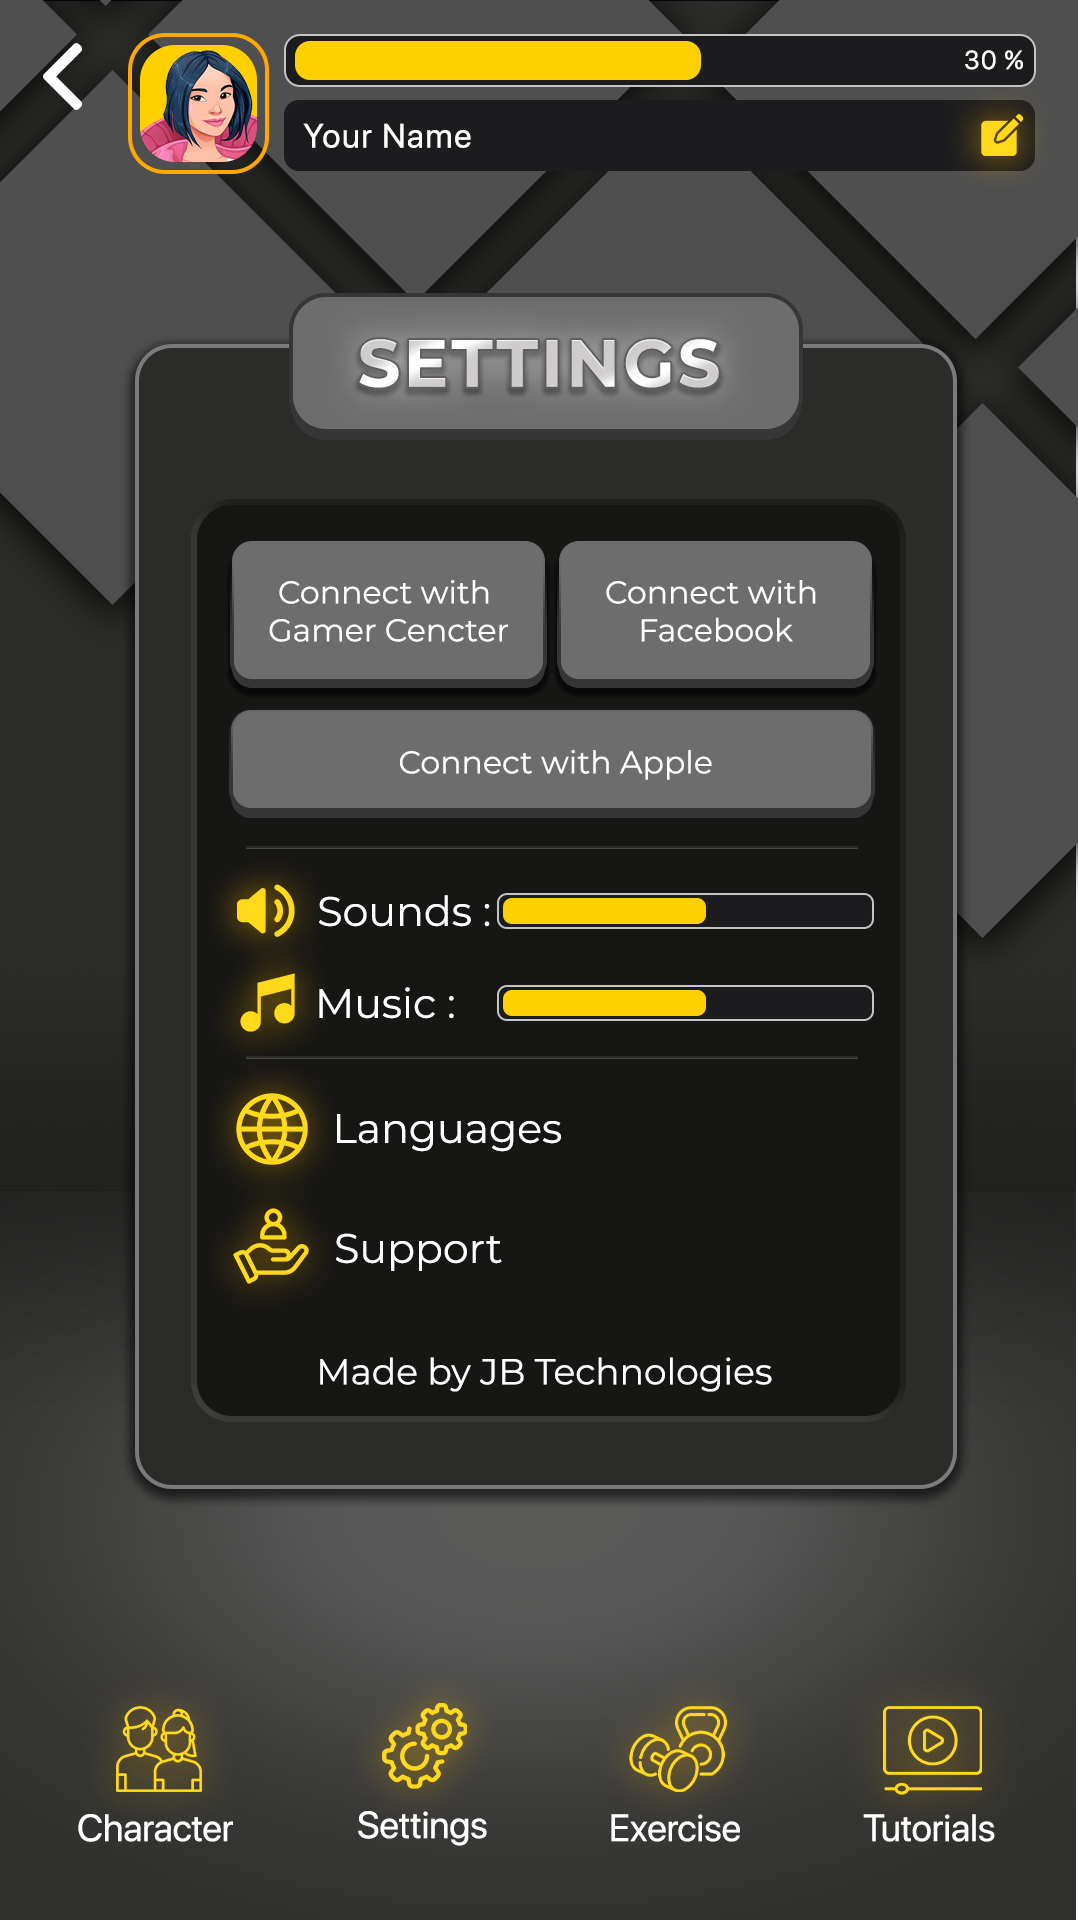 30 %
Your Name
SETTINGS
Connect with
Gamer Cencter
Connect with
Facebook
Connect with Apple
Sounds :
Music :
Languages
Support
Made by JB Technologies
Character
Settings
Exercise
Tutorials